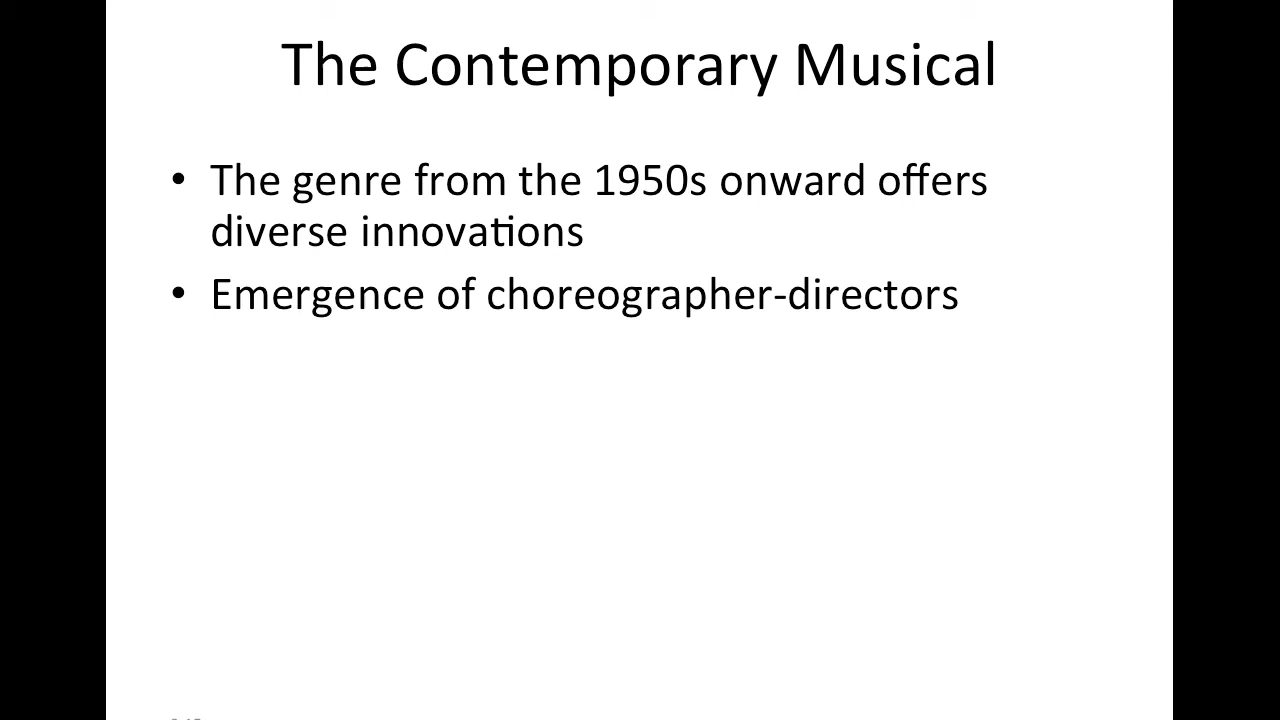 The Contemporary Musical
• The genre from the 1950s onward offers
diverse innovations
• Emergence of choreographer-directors